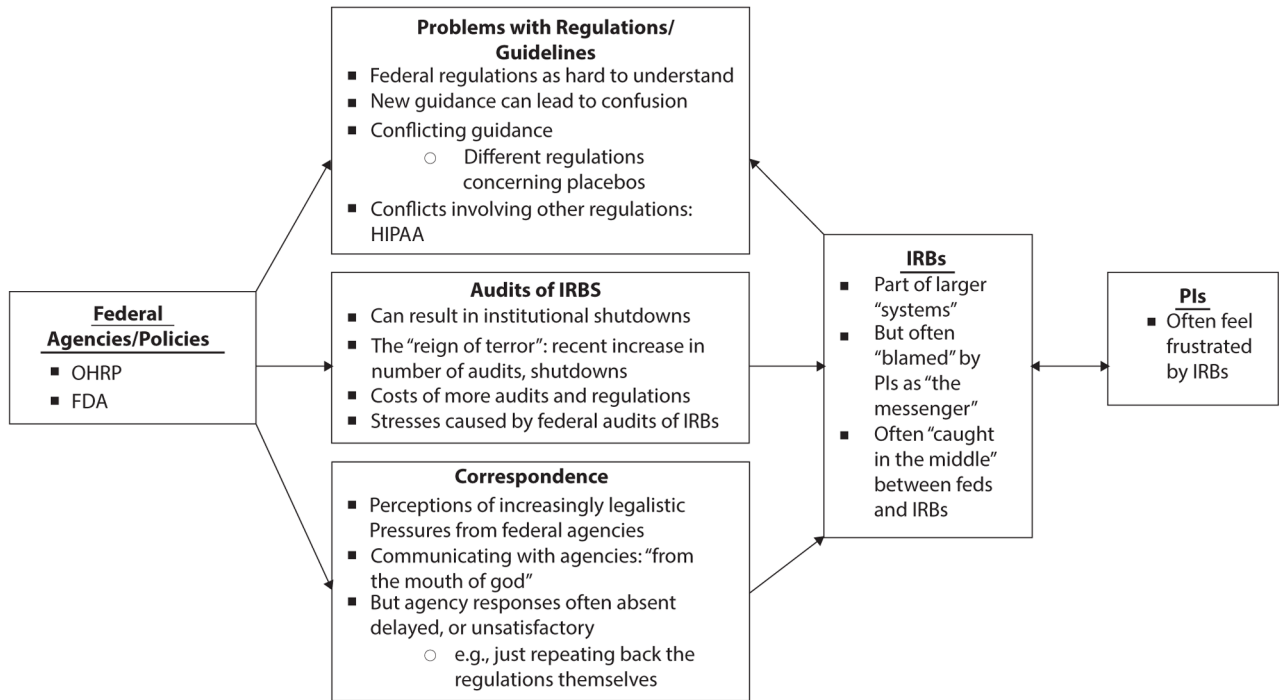 Problems with Regulations/
Guidelines
▪ Federal regulations as hard to understand
▪ New guidance can lead to confusion
▪ Conflicting guidance
○ Different regulations
concerning placebos
▪ Conflicts involving other regulations:
HIPAA
Federal
Agencies/Policies
▪ OHRP
▪ FDA
Audits of IRBS
▪ Can result in institutional shutdowns
▪ The “reign of terror”: recent increase in
number of audits, shutdowns
▪ Costs of more audits and regulations
▪ Stresses caused by federal audits of IRBs
Correspondence
▪ Perceptions of increasingly legalistic
Pressures from federal agencies
▪ Communicating with agencies: “from
the mouth of god”
▪ But agency responses often absent
delayed, or unsatisfactory
○ e.g., just repeating back the
regulations themselves
IRBs
▪ Part of larger
“systems”
▪ But often
“blamed” by
PIs as “the
messenger”
▪ Often “caught
in the middle”
between feds
and IRBs
PIs
▪ Often feel
frustrated
by IRBs